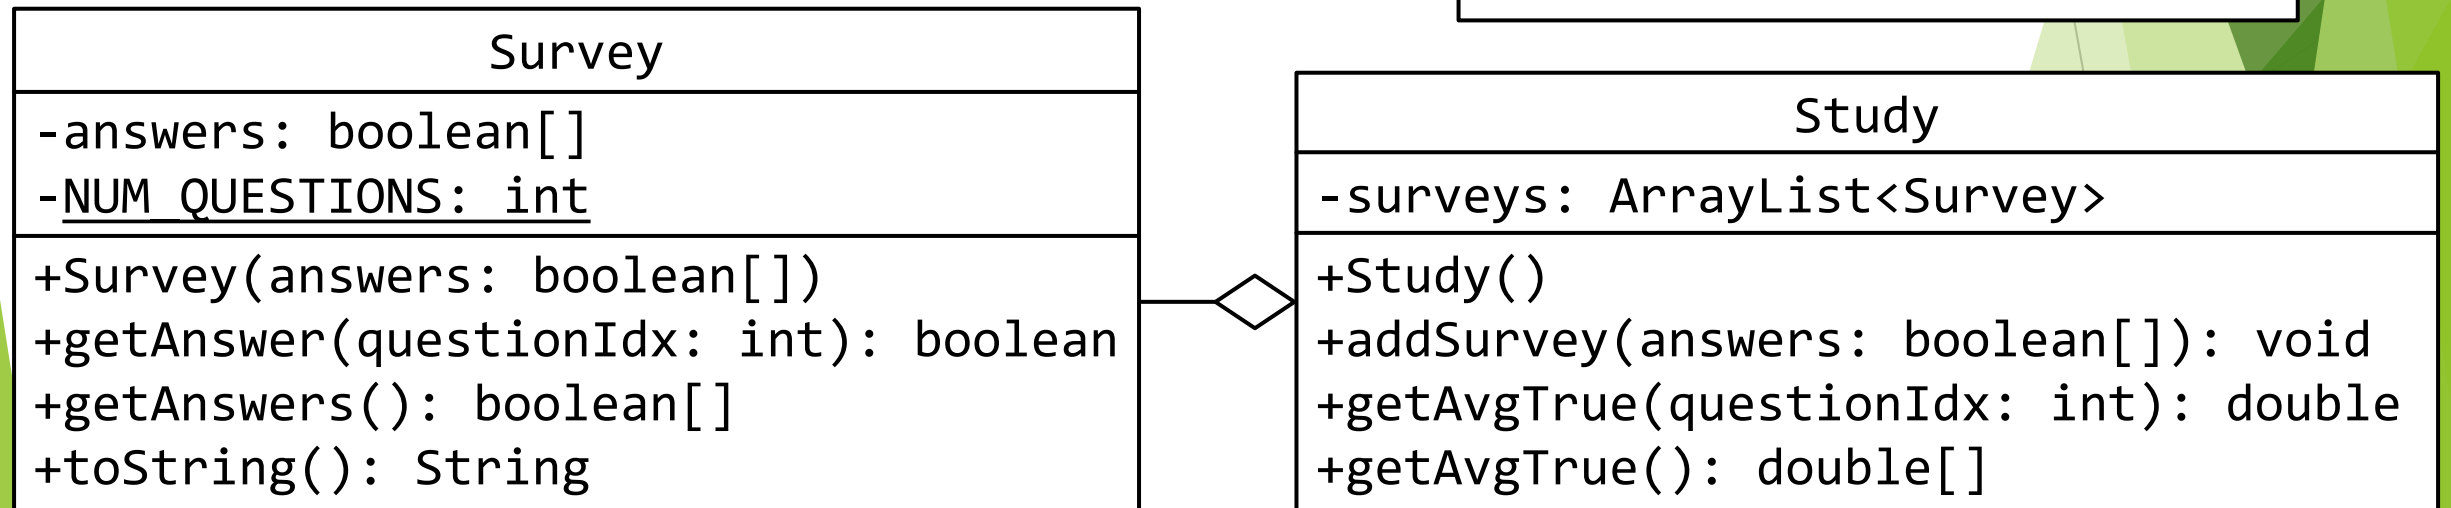 Survey
-answers: boolean[]
-NUM_QUESTIONS: int
+Survey(answers: boolean[])
+getAnswer(questionIdx: int): boolean
+getAnswers(): boolean[]
+toString(): String
Study
-surveys: ArrayList<Survey>
+Study()
+addSurvey(answers: boolean[]): void
+getAvgTrue(questionIdx: int): double
+getAvgTrue(): double[]